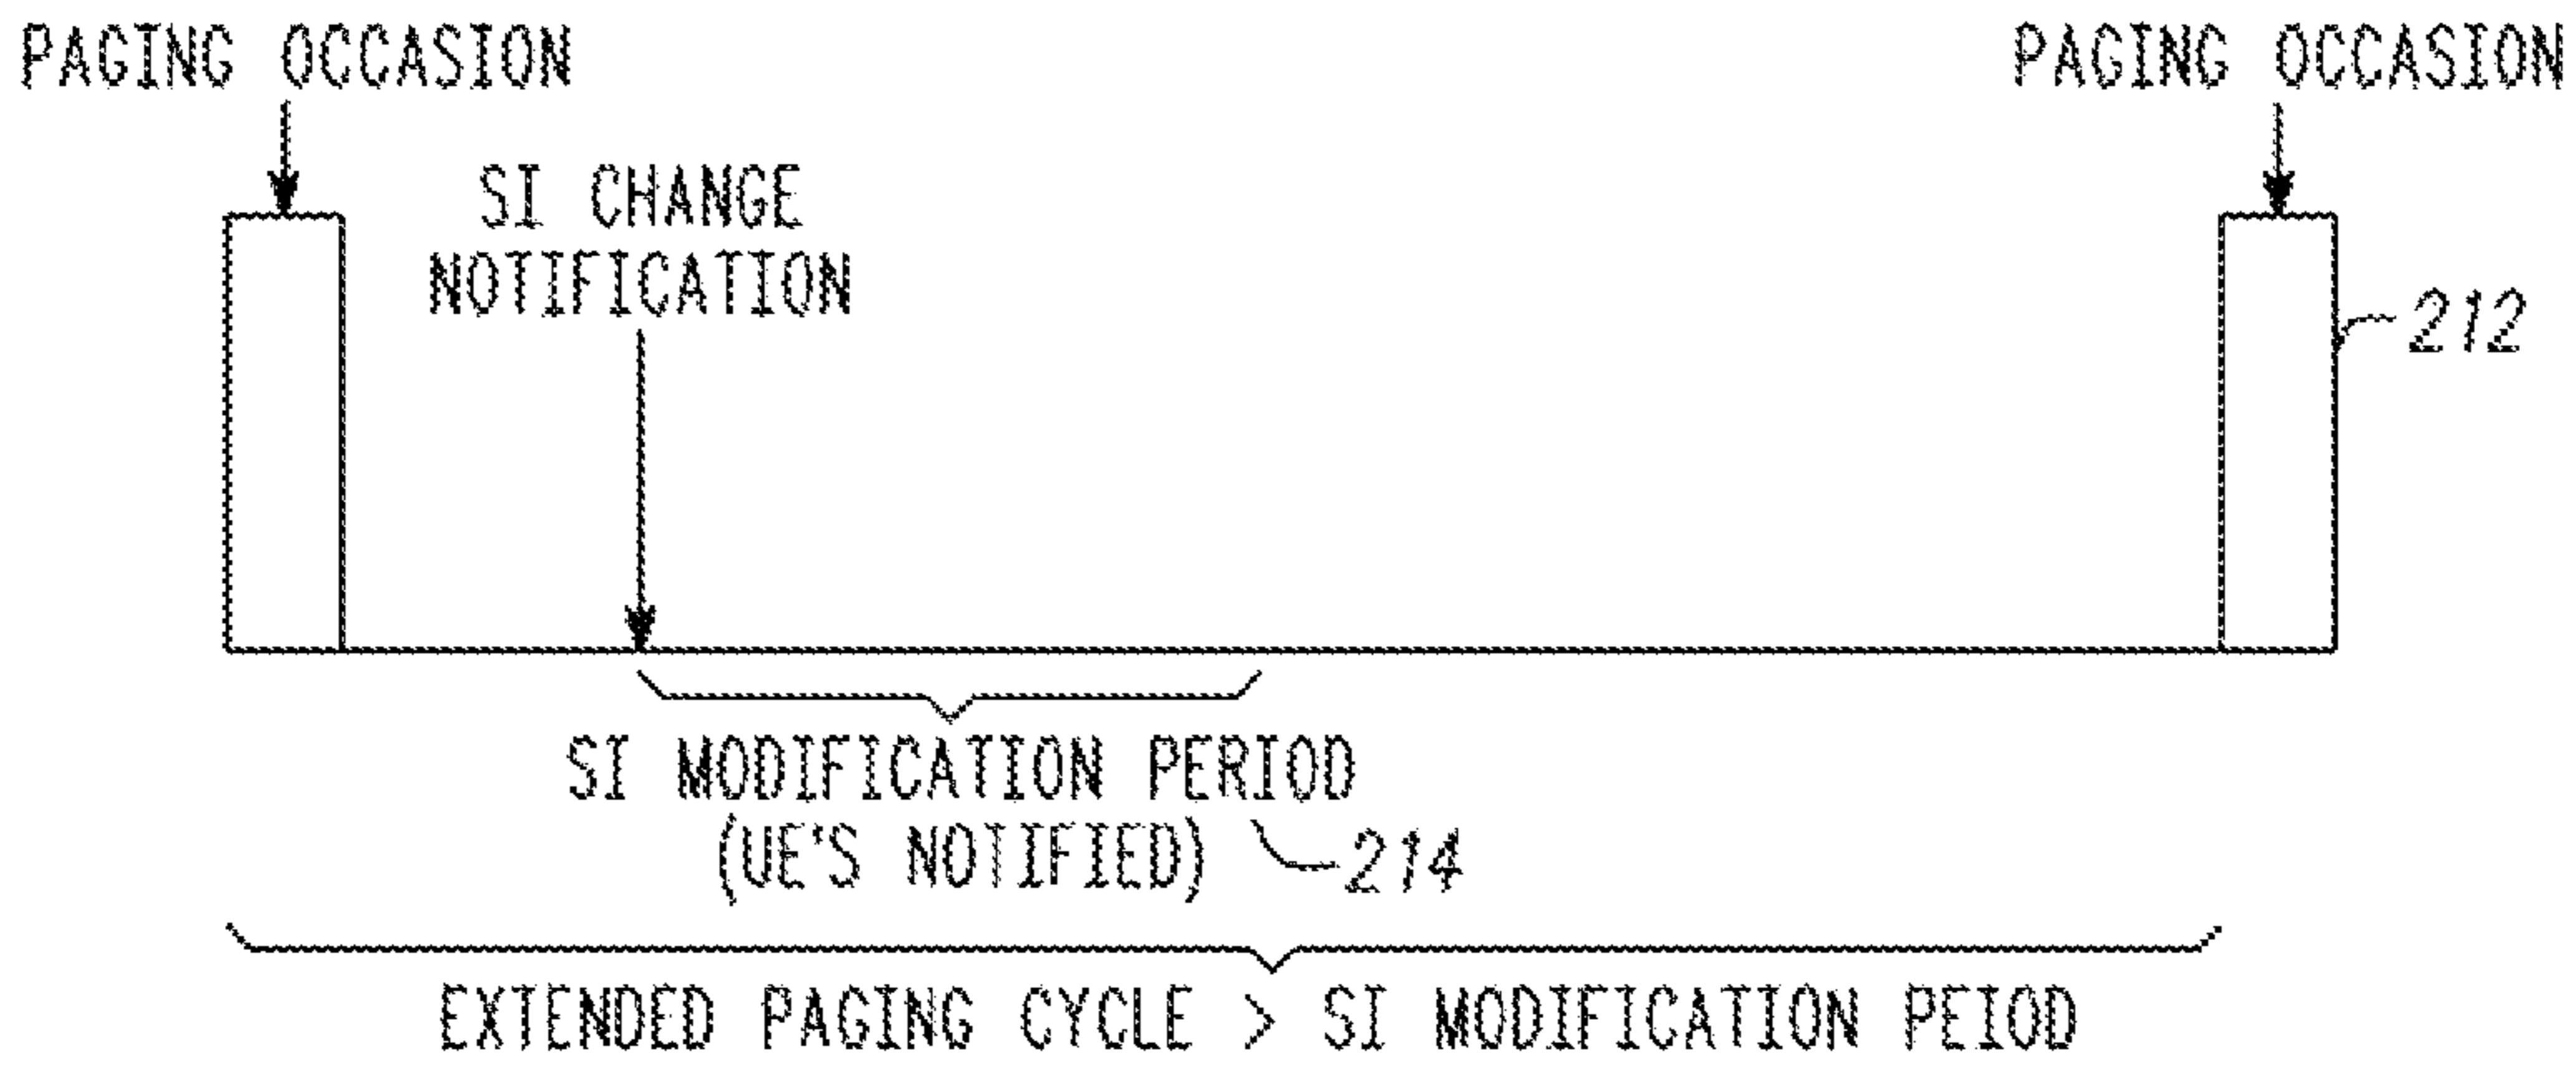 PAGING OCCASION
PAGING OCCASION
SI CHANGE
NOTIFICATION
212
SI MODIFICATION PERIOD
(UE'S NOTIFIED)
214
EXTENDED PAGING CYCLE > SI MODIFICATION PEIOD